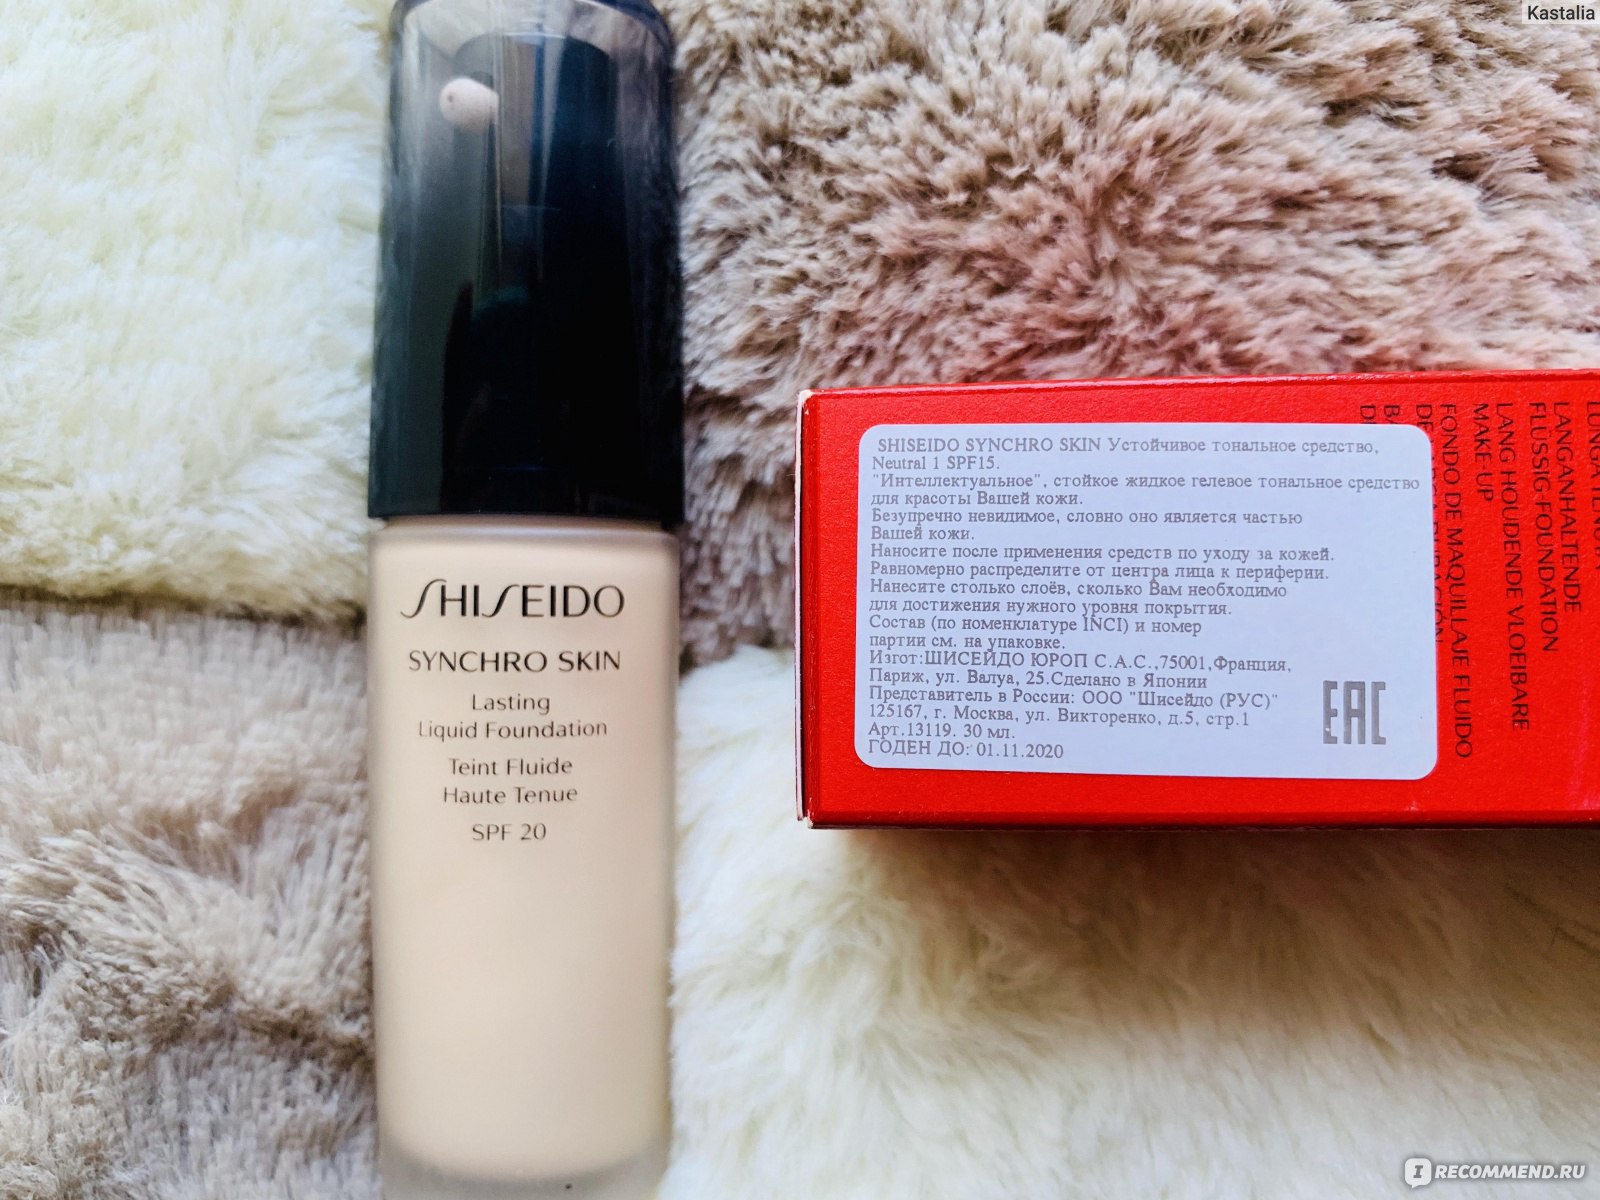 Kastalia
SHISEIDO
SYNCHRO SKIN
Lasting
Liquid Foundation
Teint Fluide
Haute Tenue
SPF 20
SHISEIDO SYNCHRO SKIN Устойчивое тональное средство,
Neutral 1 SPF15.
"Интеллектуальное", стойкое жидкое гелевое тональное средство
для красоты Вашей кожи.
Безупречно невидимое, словно оно является частью
Вашей кожи.
Наносите после применения средств по уходу за кожей.
Равномерно распределите от центра лица к периферии.
Нанесите столько слоёв, сколько Вам необходимо
для достижения нужного уровня покрытия.
Состав (по номенклатуре INCI) и номер
партии см. на упаковке.
Изгот:ШИСЕЙДО ЮРОП С.А.С.,75001,Франция,
Париж, ул. Валуа, 25.Сделано в Японии
Представитель в России: ООО "Шисейдо (РУС)"
125167, г. Москва, ул. Викторенко, д.5, стр.1
Арт.13119. 30 мл.
ГОДЕН ДО: 01.11.2020
EAC
LANGANHALTENDE
FLÜSSIG-FOUNDATION
LANG HOUDENDE VLOEIBARE
MAKE-UP
FONDO DE MAQUILLAJE FLUIDO
IRECOMMEND.RU